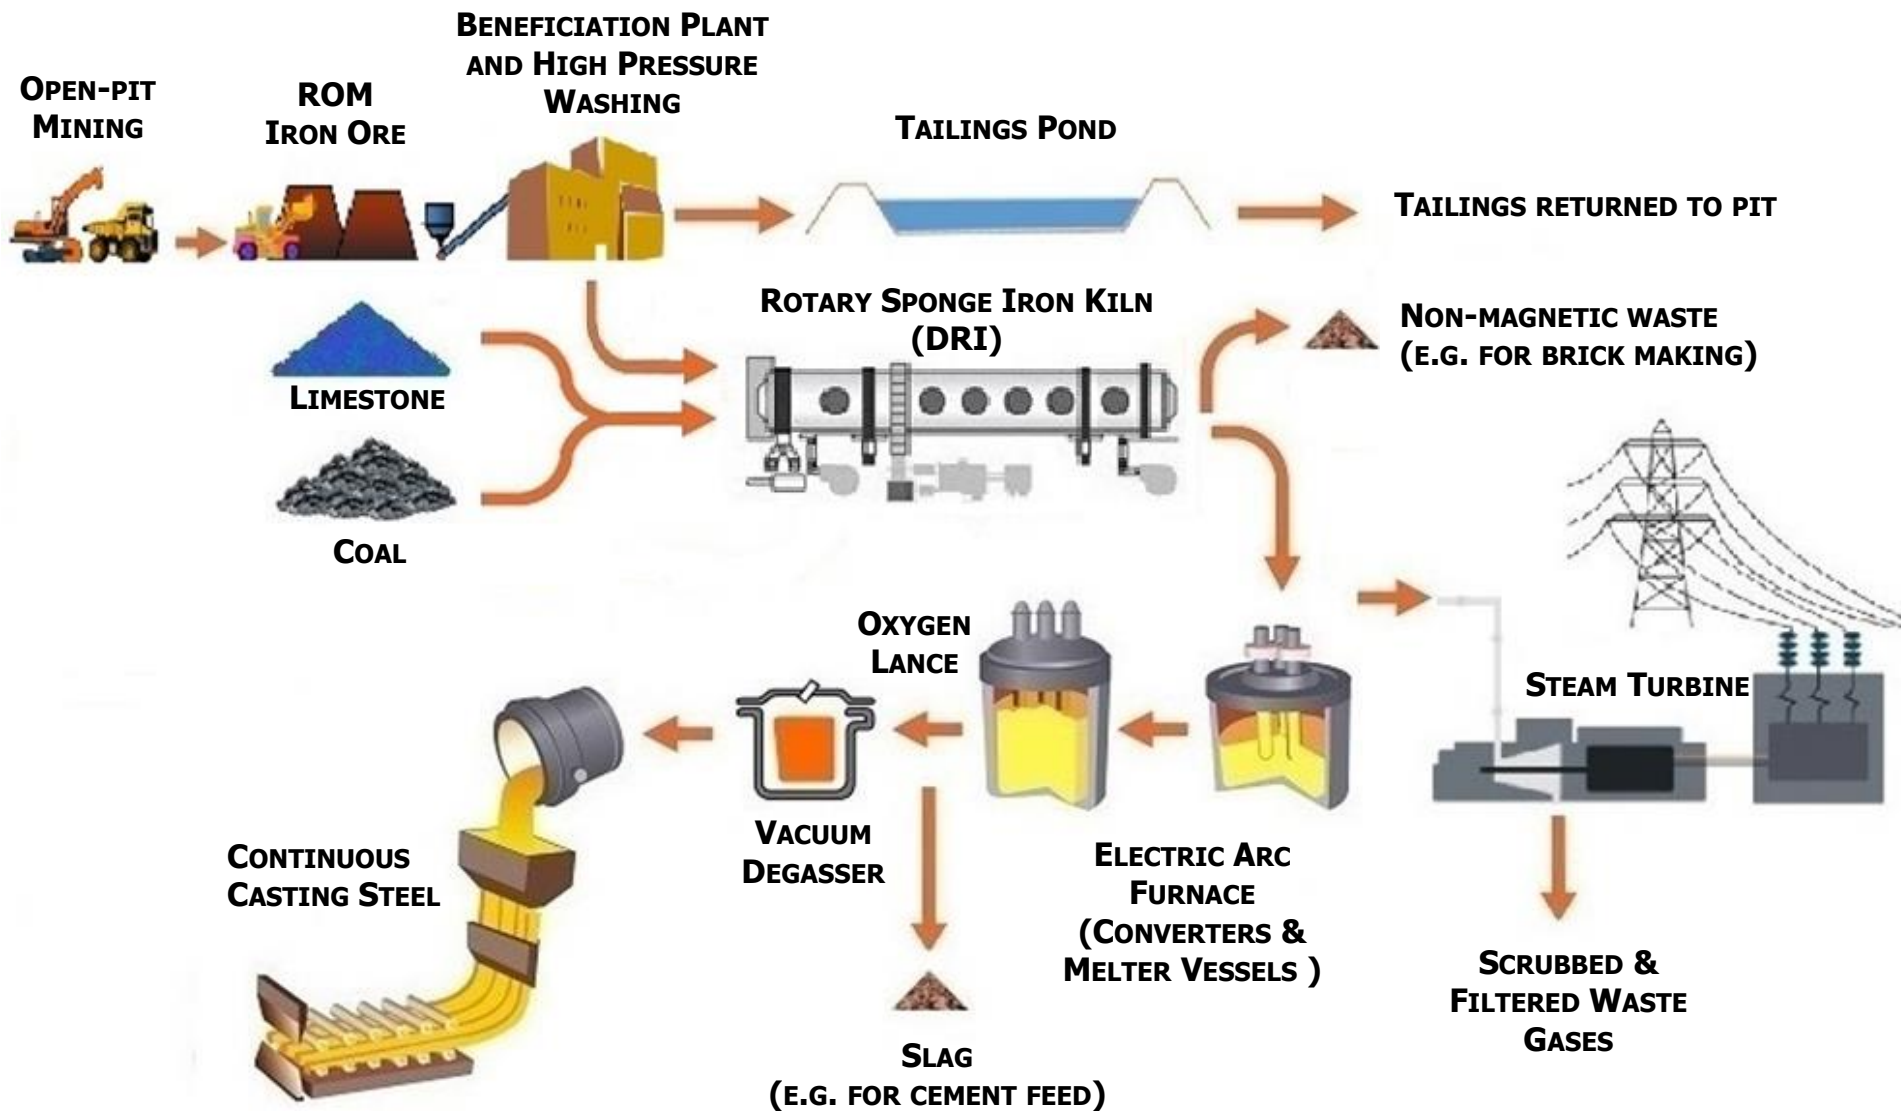 BENEFICIATION PLANT
AND HIGH PRESSURE
WASHING
OPEN-PIT
MINING
ROM
IRON ORE
TAILINGS POND
TAILINGS RETURNED TO PIT
ROTARY SPONGE IRON KILN
(DRI)
NON-MAGNETIC WASTE
(E.G. FOR BRICK MAKING)
LIMESTONE
COAL
OXYGEN
LANCE
STEAM TURBINE
VACUUM
DEGASSER
ELECTRIC ARC
FURNACE
(CONVERTERS &
MELTER VESSELS )
CONTINUOUS
CASTING STEEL
SCRUBBED &
FILTERED WASTE
GASES
SLAG
(E.G. FOR CEMENT FEED)